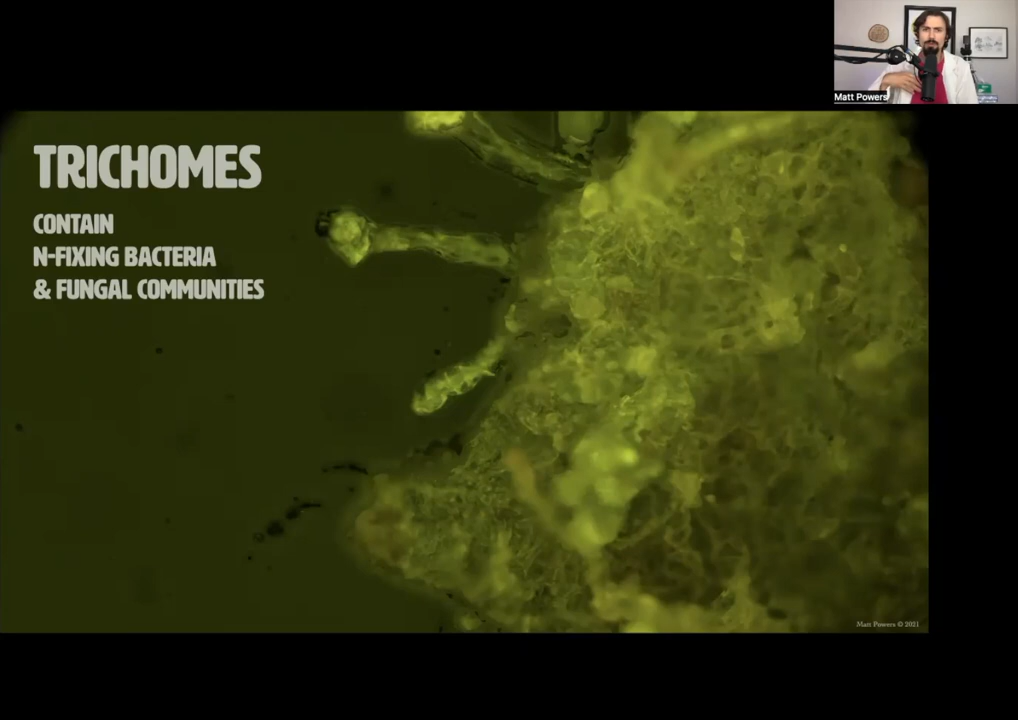 Matt Powers
TRICHOMES
CONTAIN
N-FIXING BACTERIA
& FUNGAL COMMUNITIES
Matt Powers © 2021